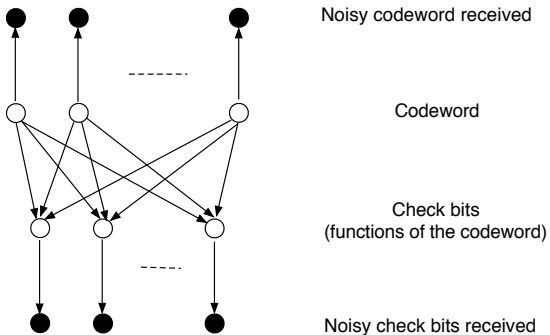 Noisy codeword received
Codeword
Check bits
(functions of the codeword)
Noisy check bits received